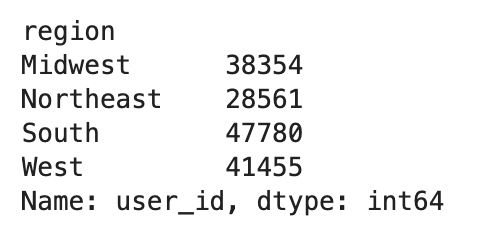 region
Midwest 38354
Northeast 28561
South 47780
West 41455
Name: user_id, dtype: int64